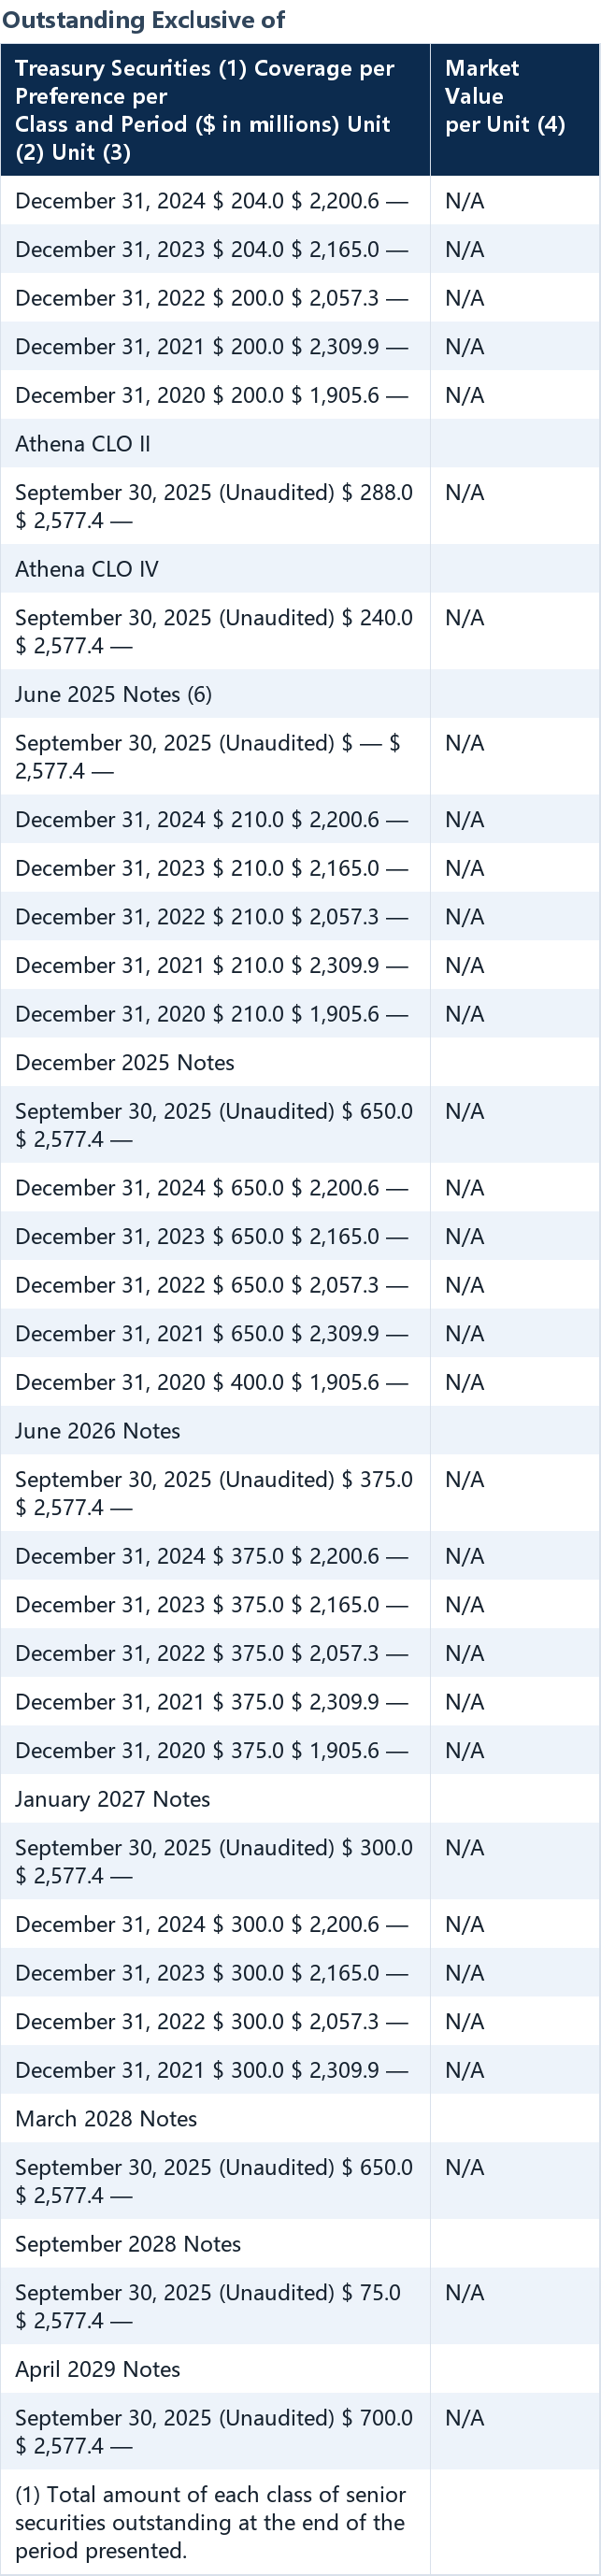 Outstanding Exclusive of
Treasury Securities (1) Coverage per
Preference per
Class and Period ($ in millions) Unit
(2) Unit (3)
Market
Value
per Unit (4)
December 31, 2024 $ 204.0 $ 2,200.6 — N/A
December 31, 2023 $ 204.0 $ 2,165.0 — N/A
December 31, 2022 $ 200.0 $ 2,057.3 — N/A
December 31, 2021 $ 200.0 $ 2,309.9 — N/A
December 31, 2020 $ 200.0 $ 1,905.6 — N/A
Athena CLO II
September 30, 2025 (Unaudited) $ 288.0 N/A
$ 2,577.4 —
Athena CLO IV
September 30, 2025 (Unaudited) $ 240.0 N/A
$ 2,577.4 —
June 2025 Notes (6)
September 30, 2025 (Unaudited) $ — $ N/A
2,577.4 —
December 31, 2024 $ 210.0 $ 2,200.6 — N/A
December 31, 2023 $ 210.0 $ 2,165.0 — N/A
December 31, 2022 $ 210.0 $ 2,057.3 — N/A
December 31, 2021 $ 210.0 $ 2,309.9 — N/A
December 31, 2020 $ 210.0 $ 1,905.6 — N/A
December 2025 Notes
September 30, 2025 (Unaudited) $ 650.0 N/A
$ 2,577.4 —
December 31, 2024 $ 650.0 $ 2,200.6 — N/A
December 31, 2023 $ 650.0 $ 2,165.0 — N/A
December 31, 2022 $ 650.0 $ 2,057.3 — N/A
December 31, 2021 $ 650.0 $ 2,309.9 — N/A
December 31, 2020 $ 400.0 $ 1,905.6 — N/A
June 2026 Notes
September 30, 2025 (Unaudited) $ 375.0 N/A
$ 2,577.4 —
December 31, 2024 $ 375.0 $ 2,200.6 — N/A
December 31, 2023 $ 375.0 $ 2,165.0 — N/A
December 31, 2022 $ 375.0 $ 2,057.3 — N/A
December 31, 2021 $ 375.0 $ 2,309.9 — N/A
December 31, 2020 $ 375.0 $ 1,905.6 — N/A
January 2027 Notes
September 30, 2025 (Unaudited) $ 300.0 N/A
$ 2,577.4 —
December 31, 2024 $ 300.0 $ 2,200.6 — N/A
December 31, 2023 $ 300.0 $ 2,165.0 — N/A
December 31, 2022 $ 300.0 $ 2,057.3 — N/A
December 31, 2021 $ 300.0 $ 2,309.9 — N/A
March 2028 Notes
September 30, 2025 (Unaudited) $ 650.0 N/A
$ 2,577.4 —
September 2028 Notes
September 30, 2025 (Unaudited) $ 75.0 N/A
$ 2,577.4 —
April 2029 Notes
September 30, 2025 (Unaudited) $ 700.0 N/A
$ 2,577.4 —
(1) Total amount of each class of senior
securities outstanding at the end of the
period presented.